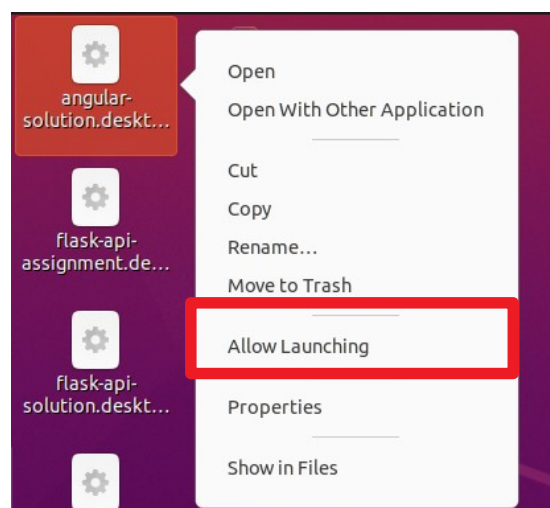 angular-
solution.deskt...
flask-api-
assignment.de...
flask-api-
solution.deskt...
Open
Open With Other Application
Cut
Copy
Rename...
Move to Trash
Allow Launching
Properties
Show in Files